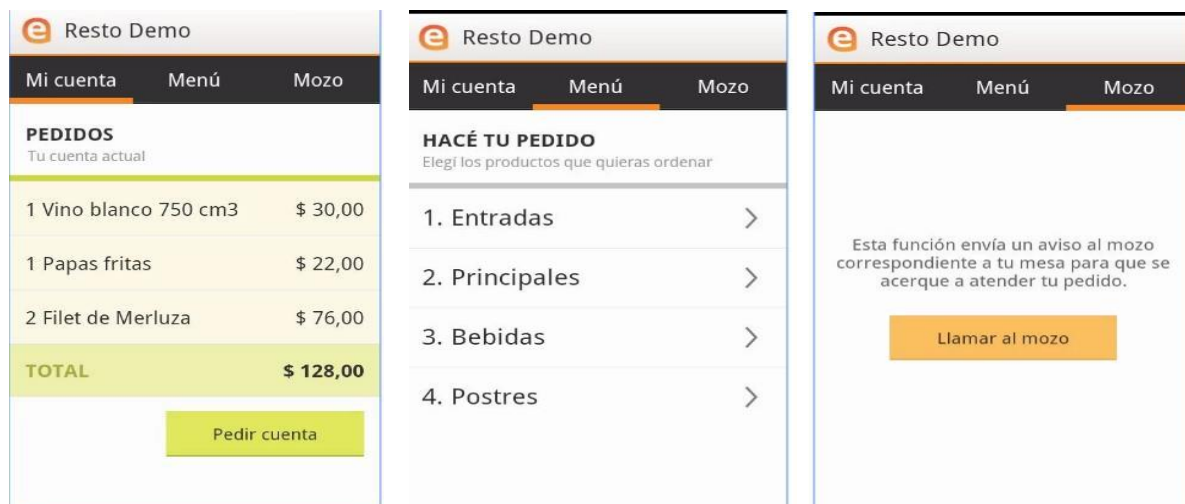 Resto Demo
Mi cuenta Menú Mozo
PEDIDOS
Tu cuenta actual
1 Vino blanco 750 cm3 $ 30,00
1 Papas fritas $ 22,00
2 Filet de Merluza $ 76,00
TOTAL $ 128,00
Pedir cuenta
Resto Demo
Mi cuenta Menú Mozo
HACÉ TU PEDIDO
Elegí los productos que quieras ordenar
1. Entradas
2. Principales
3. Bebidas
4. Postres
Resto Demo
Mi cuenta Menú Mozo
Esta función envía un aviso al mozo
correspondiente a tu mesa para que se
acerque a atender tu pedido.
Llamar al mozo